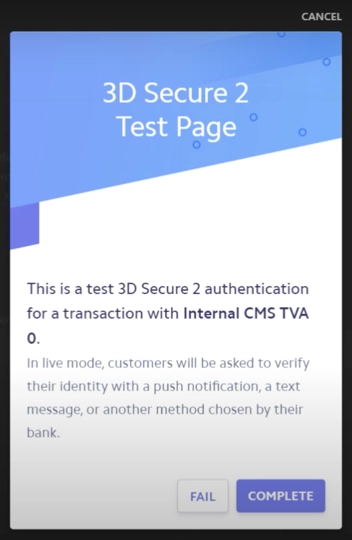 CANCEL
3D Secure 2
Test Page
This is a test 3D Secure 2 authentication
for a transaction with Internal CMS TVA
0.
In live mode, customers will be asked to verify
their identity with a push notification, a text
message, or another method chosen by their
bank.
FAIL
COMPLETE